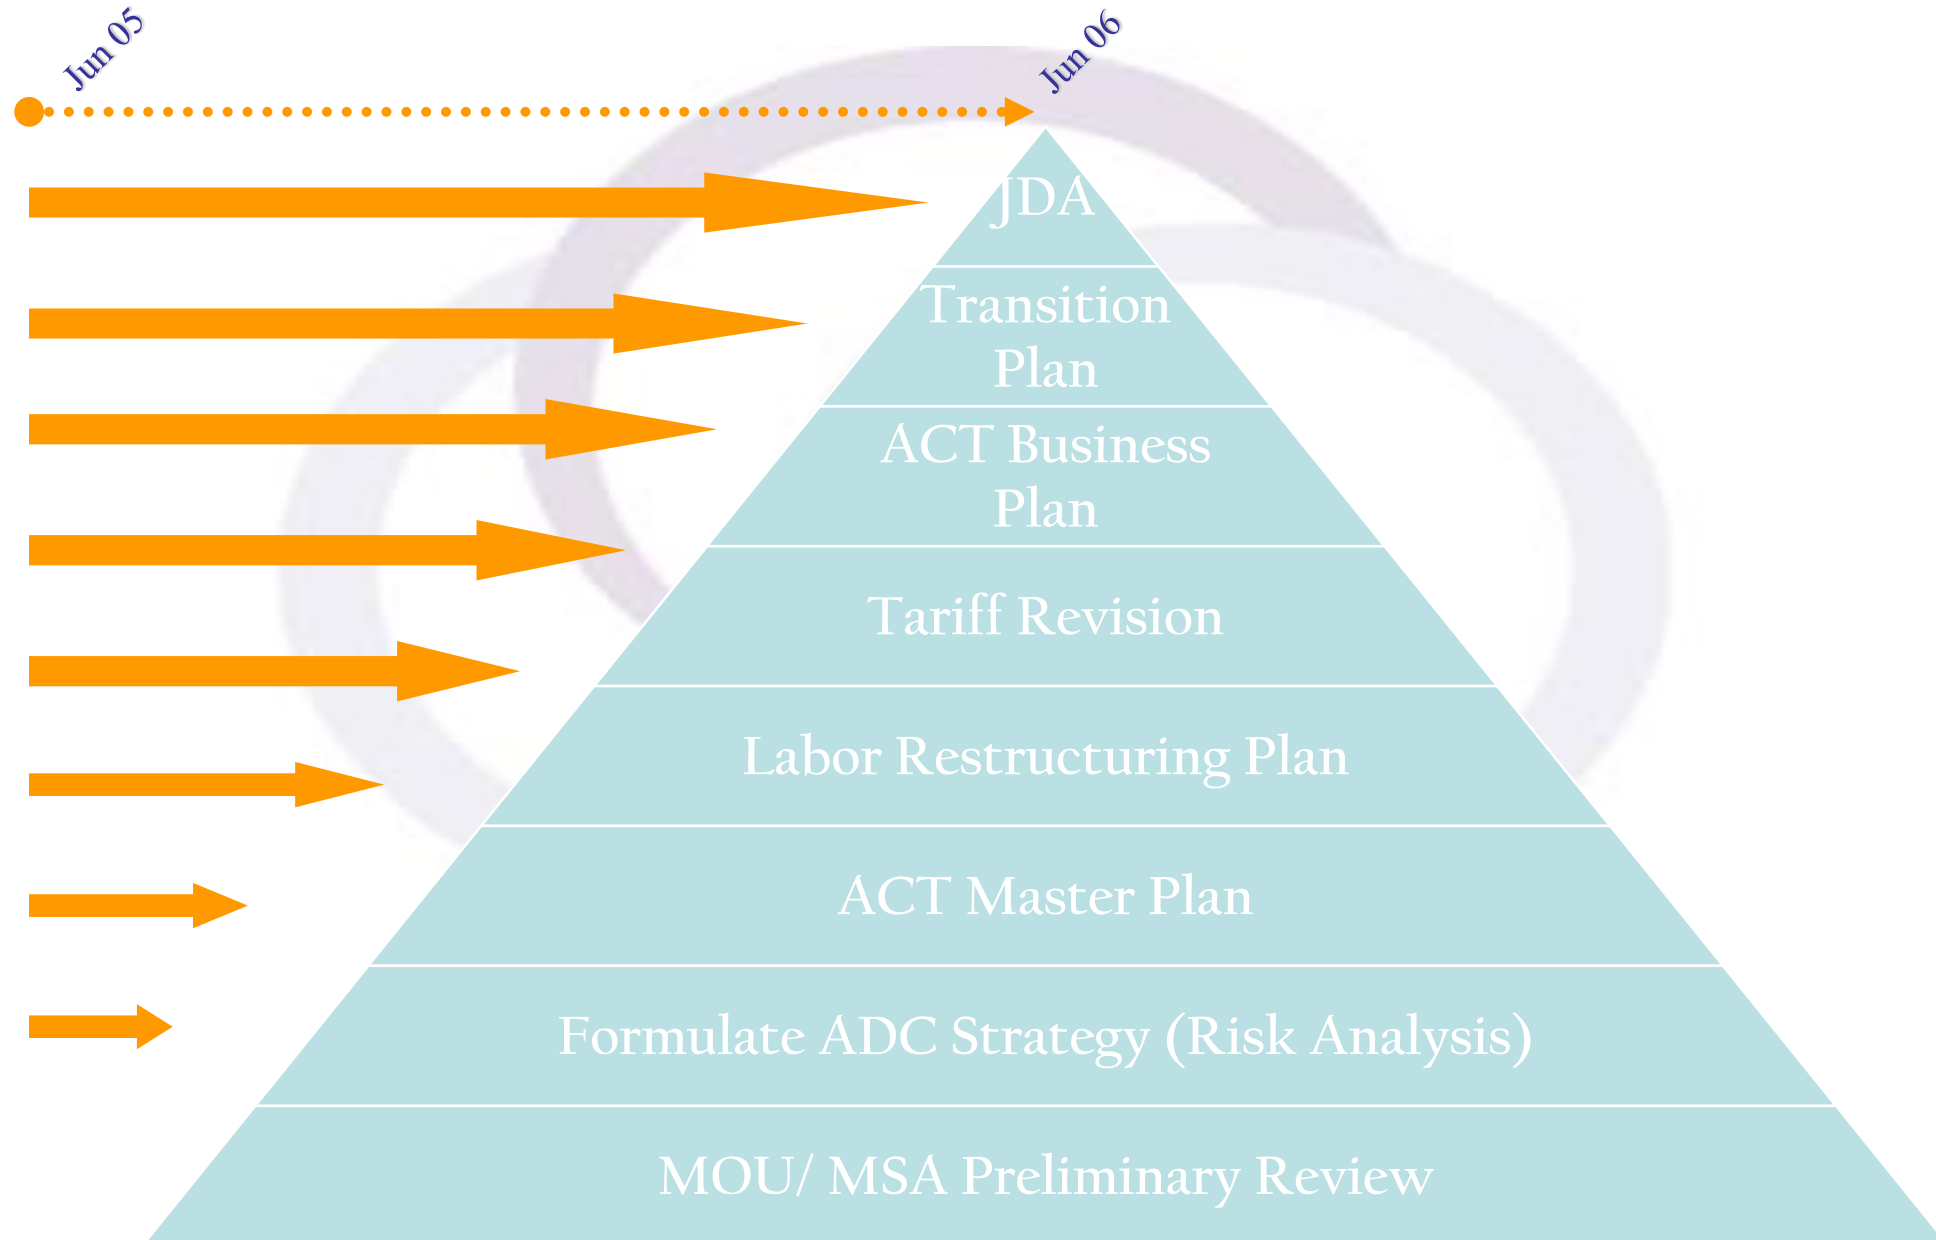 Jun 05
Jun 06
JDA
Transition
Plan
ACT Business
Plan
Tariff Revision
Labor Restructuring Plan
ACT Master Plan
Formulate ADC Strategy (Risk Analysis)
MOU/ MSA Preliminary Review